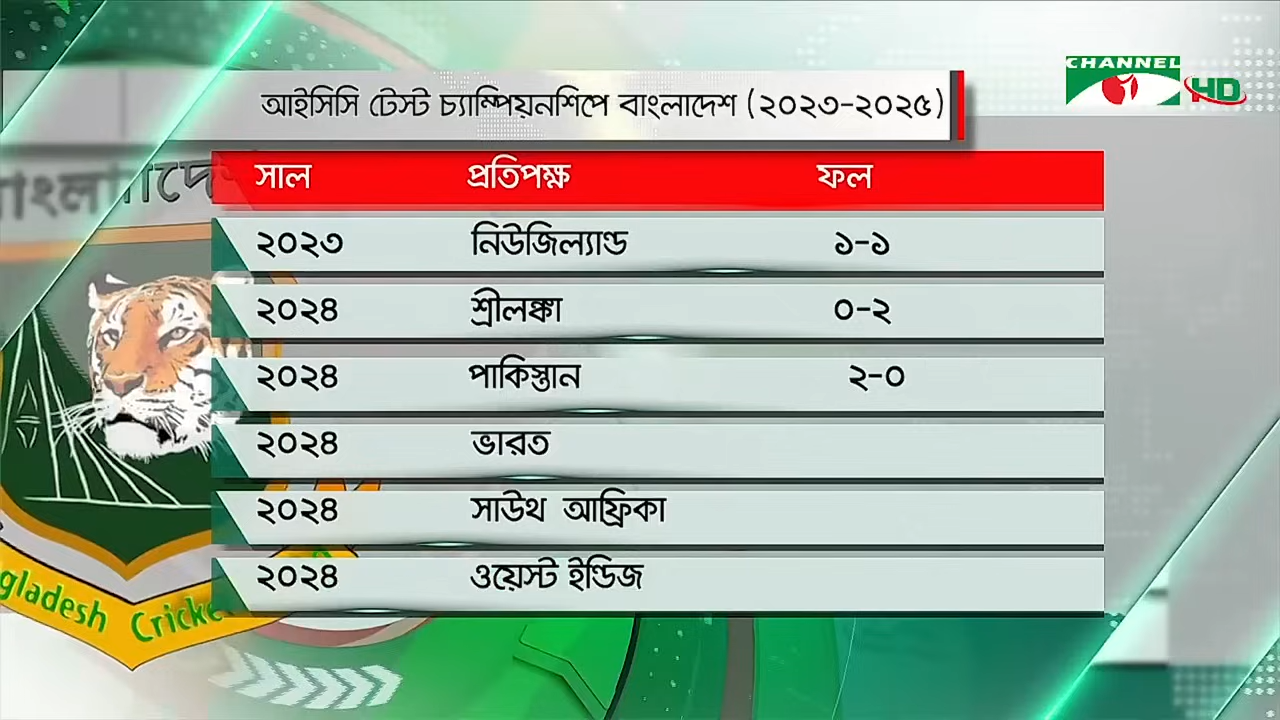 CHANNEL i HD
আইসিসি টেস্ট চ্যাম্পিয়নশিপে বাংলাদেশ (২০২৩-২০২৫)
সাল প্রতিপক্ষ ফল
২০২৩ নিউজিল্যান্ড ১-১
২০২৪ শ্রীলঙ্কা ০-২
২০২৪ পাকিস্তান ২-০
২০২৪ ভারত
২০২৪ সাউথ আফ্রিকা
২০২৪ ওয়েস্ট ইন্ডিজ
gladesh Cricke